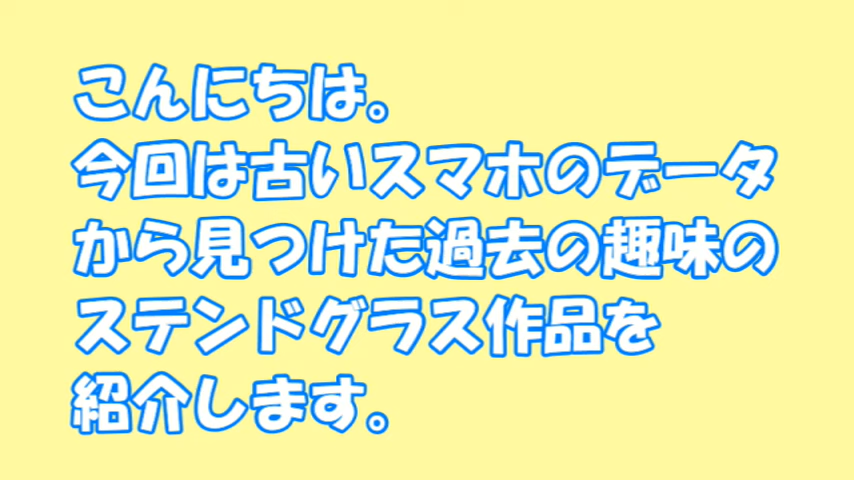 こんにちは。
今回は古いスマホのデータ
から見つけた過去の趣味の
ステンドグラス作品を
紹介します。